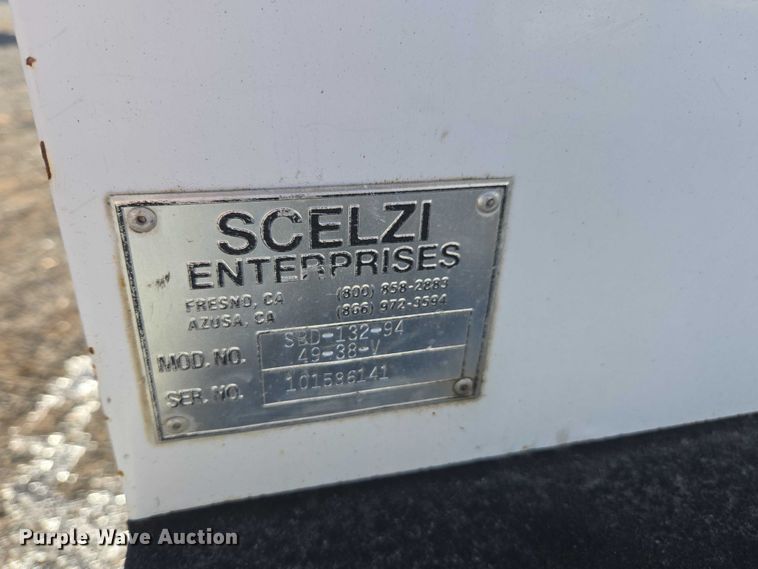 SCELZI
ENTERPRISES
FRESNO, CA (800) 858-2883
AZUSA, CA (866) 972-3594
MOD. NO. SBD-132-94
49-38-V
SER. NO. 101596141
Purple Wave Auction®